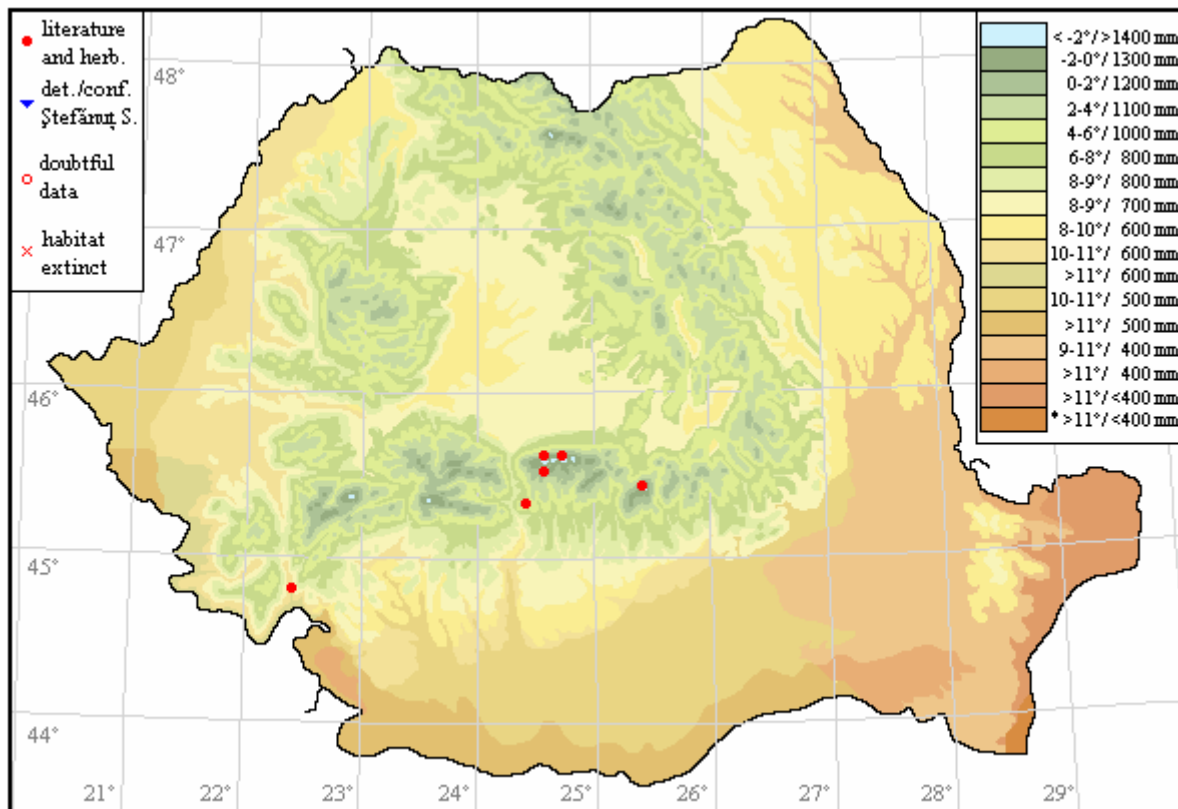 literature
and herb.
det./conf.
Ştefănuţ S.
doubtful
data
habitat
extinct
< -2°/>1400 mm
-2-0°/1300 mm
0-2°/1200 mm
2-4°/1100 mm
4-6°/1000 mm
6-8°/ 800 mm
8-9°/ 800 mm
8-9°/ 700 mm
8-10°/ 600 mm
10-11°/ 600 mm
>11°/ 600 mm
10-11°/ 500 mm
>11°/ 500 mm
9-11°/ 400 mm
>11°/ 400 mm
>11°/<400 mm
* >11°/<400 mm
48°
47°
46°
45°
44°
21°
22°
23°
24°
25°
26°
27°
28°
29°